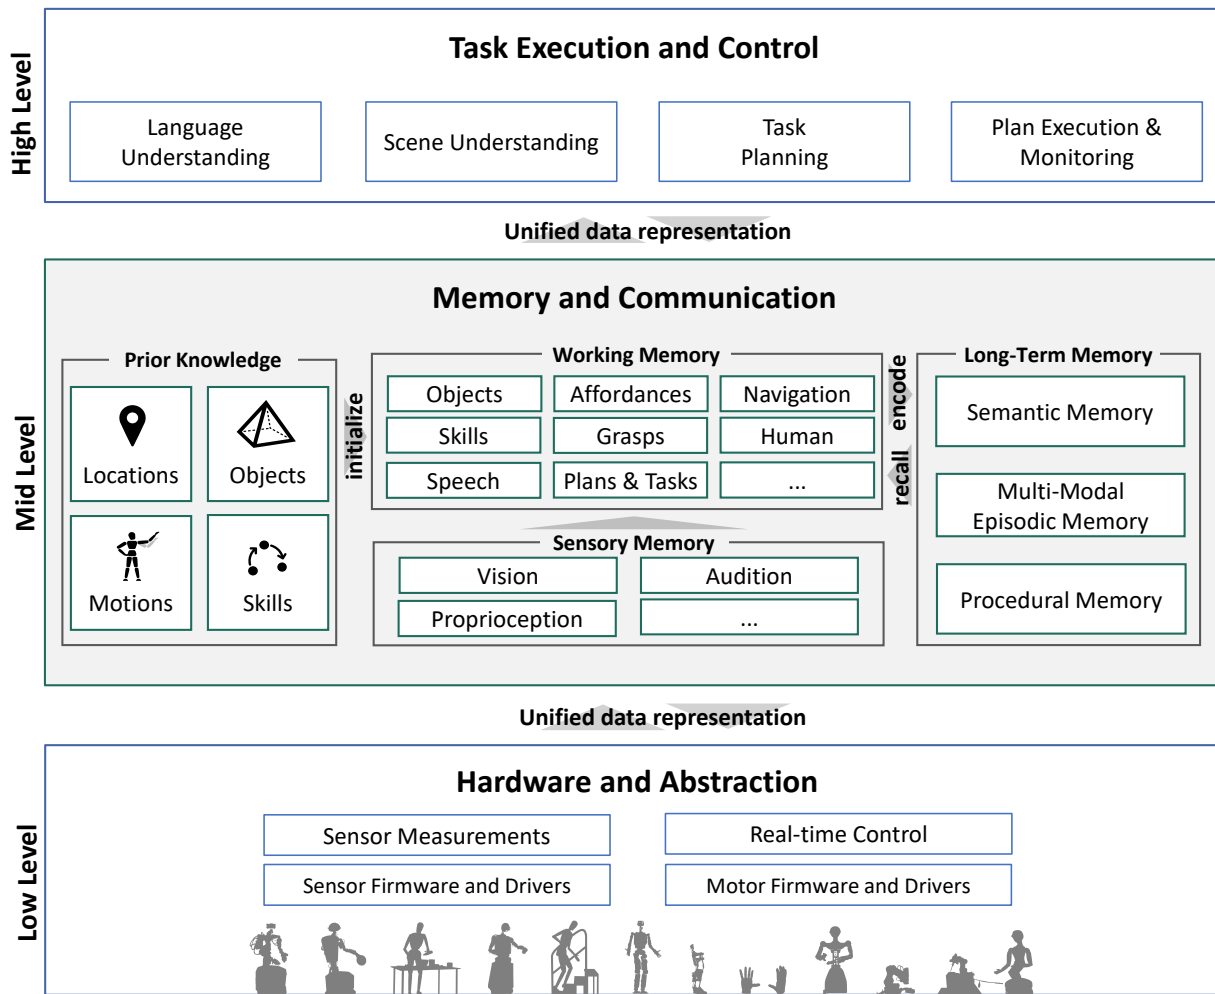 High Level
Task Execution and Control
Language
Understanding
Scene Understanding
Task
Planning
Plan Execution &
Monitoring
Unified data representation
Mid Level
Memory and Communication
Prior Knowledge
Locations
Objects
Motions
Skills
initialize
Working Memory
Objects
Affordances
Navigation
Skills
Grasps
Human
Speech
Plans & Tasks
...
Sensory Memory
Vision
Audition
Proprioception
...
encode
recall
Long-Term Memory
Semantic Memory
Multi-Modal
Episodic Memory
Procedural Memory
Unified data representation
Low Level
Hardware and Abstraction
Sensor Measurements
Real-time Control
Sensor Firmware and Drivers
Motor Firmware and Drivers